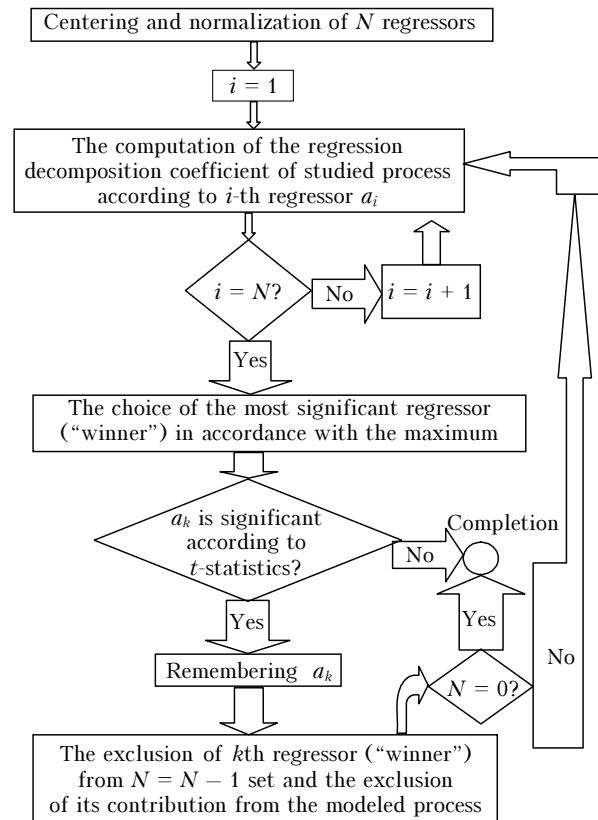 Centering and normalization of N regressors
i = 1
The computation of the regression
decomposition coefficient of studied process
according to i-th regressor a_i
i = N?
No
i = i + 1
Yes
The choice of the most significant regressor
(“winner”) in accordance with the maximum
a_k is significant
according to
t-statistics?
No
Completion
Yes
Yes
Remembering a_k
N = 0?
No
The exclusion of kth regressor (“winner”)
from N = N − 1 set and the exclusion
of its contribution from the modeled process